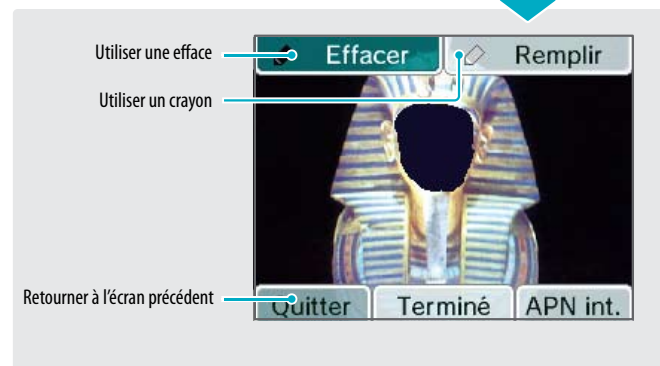 Utiliser une efface
Effacer
Remplir
Utiliser un crayon
Retourner à l'écran précédent
Quitter
Terminé
APN int.